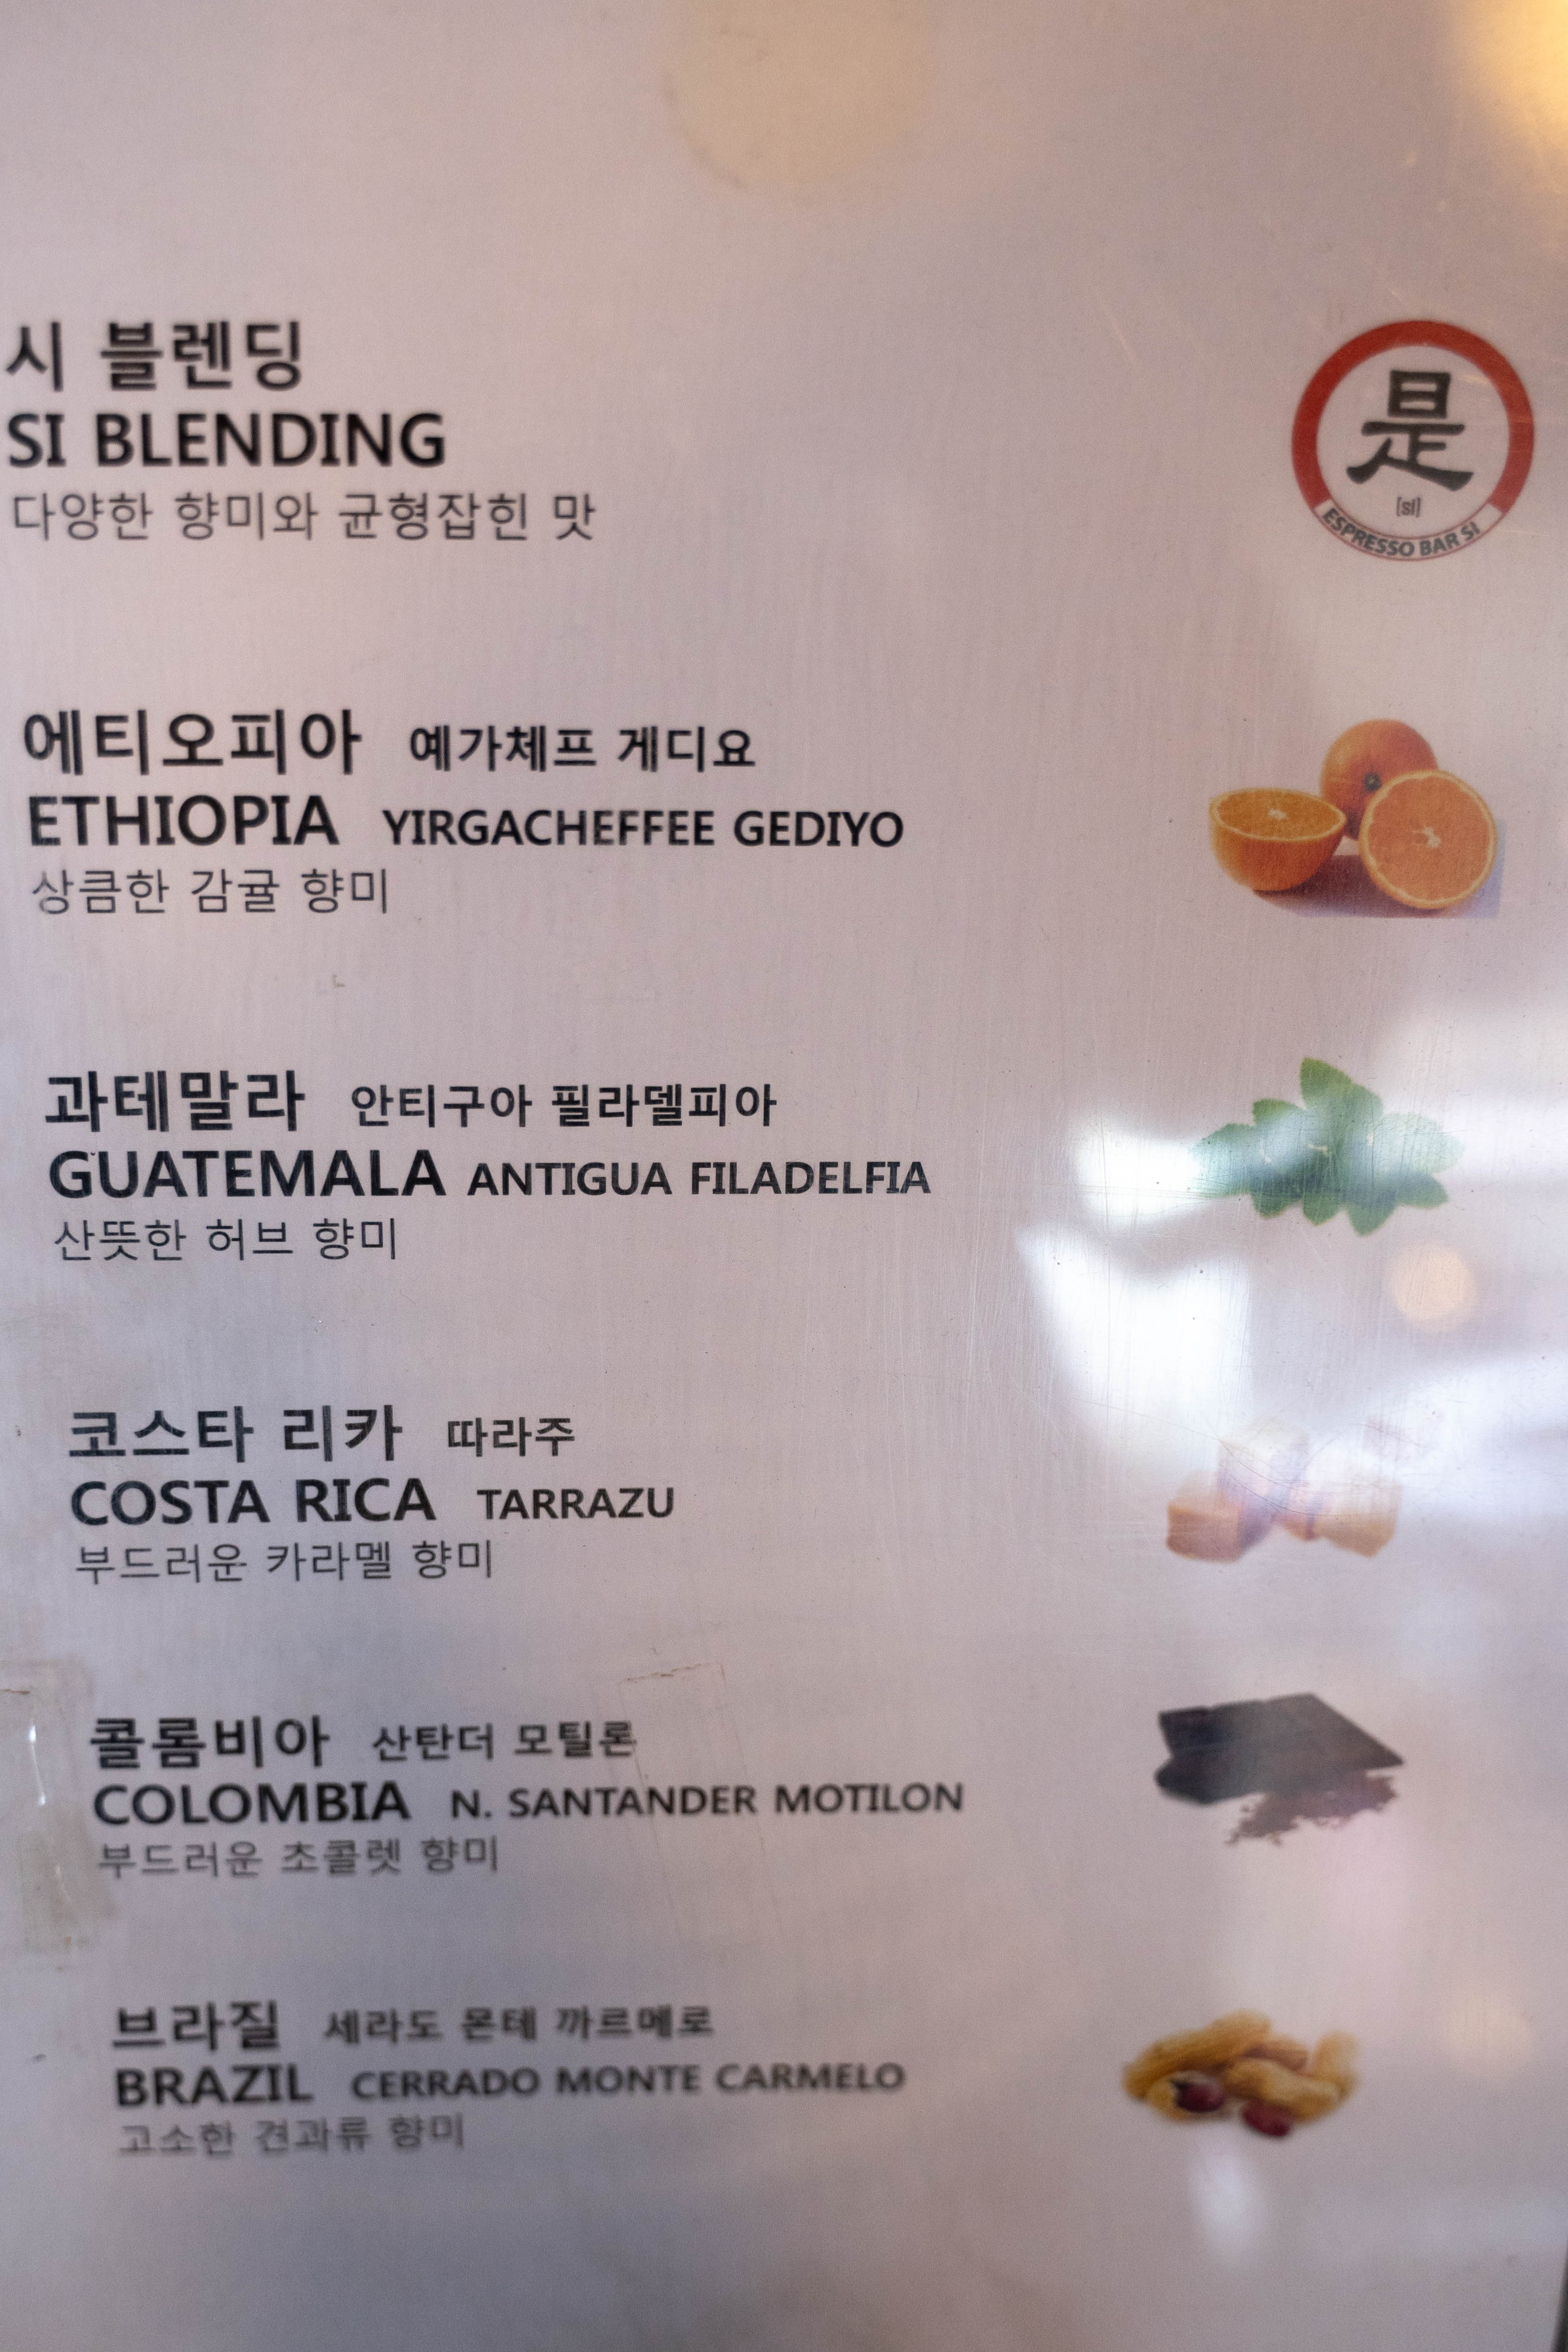 시 블렌딩
SI BLENDING
다양한 향미와 균형잡힌 맛
是
[SI]
ESPRESSO BAR SI
에티오피아 예가체프 게디요
ETHIOPIA YIRGACHEFFEE GEDIYO
상큼한 감귤 향미
과테말라 안티구아 필라델피아
GUATEMALA ANTIGUA FILADELFIA
산뜻한 허브 향미
코스타 리카 따라주
COSTA RICA TARRAZU
부드러운 카라멜 향미
콜롬비아 산탄더 모틸론
COLOMBIA N. SANTANDER MOTILON
부드러운 초콜렛 향미
브라질 세라도 몬테 까르메로
BRAZIL CERRADO MONTE CARMELO
고소한 견과류 향미